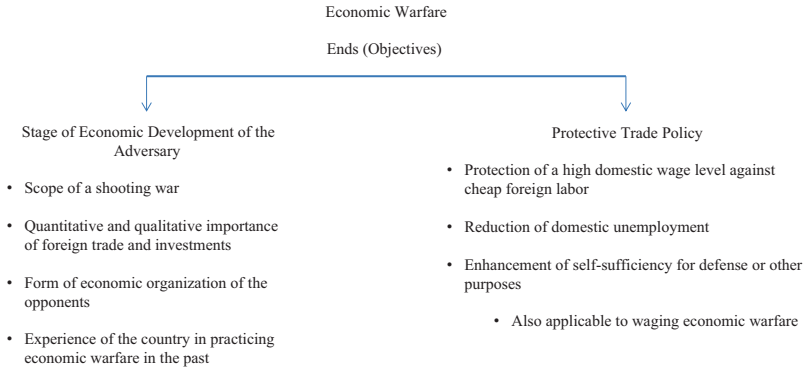 Economic Warfare
Ends (Objectives)
Stage of Economic Development of the
Adversary
• Scope of a shooting war
• Quantitative and qualitative importance
of foreign trade and investments
• Form of economic organization of the
opponents
• Experience of the country in practicing
economic warfare in the past
Protective Trade Policy
• Protection of a high domestic wage level against
cheap foreign labor
• Reduction of domestic unemployment
• Enhancement of self-sufficiency for defense or other
purposes
• Also applicable to waging economic warfare